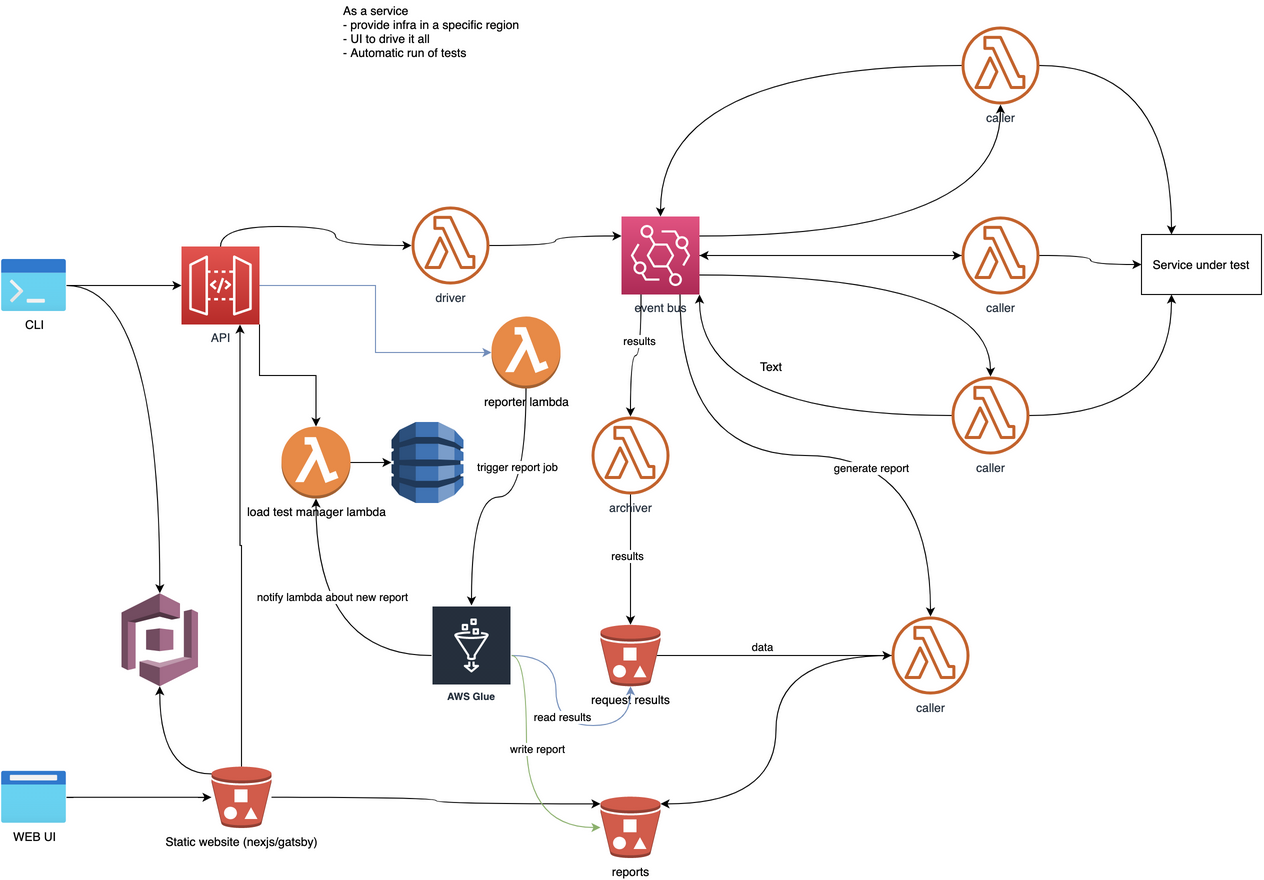 As a service
- provide infra in a specific region
- UI to drive it all
- Automatic run of tests
caller
CLI
API
driver
event bus
caller
Service under test
results
reporter lambda
Text
trigger report job
generate report
caller
load test manager lambda
archiver
results
notify lambda about new report
data
AWS Glue
request results
caller
read results
write report
WEB UI
Static website (nexjs/gatsby)
reports